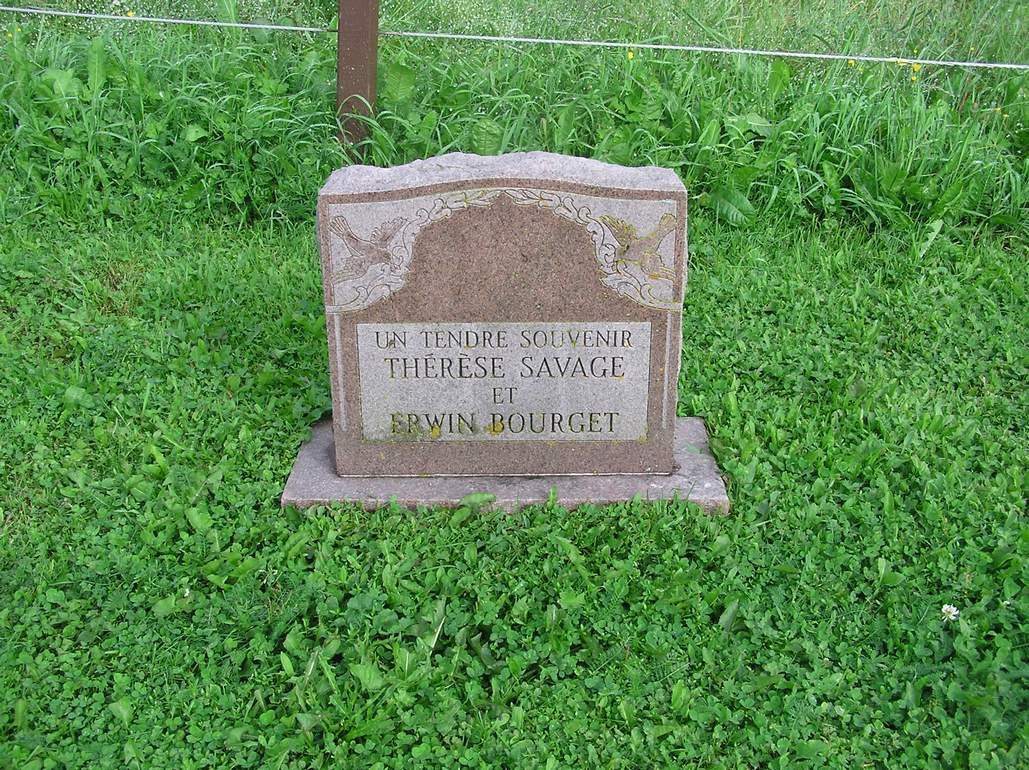 UN TENDRE SOUVENIR
THÉRÈSE SAVAGE
ET
ERWIN BOURGET